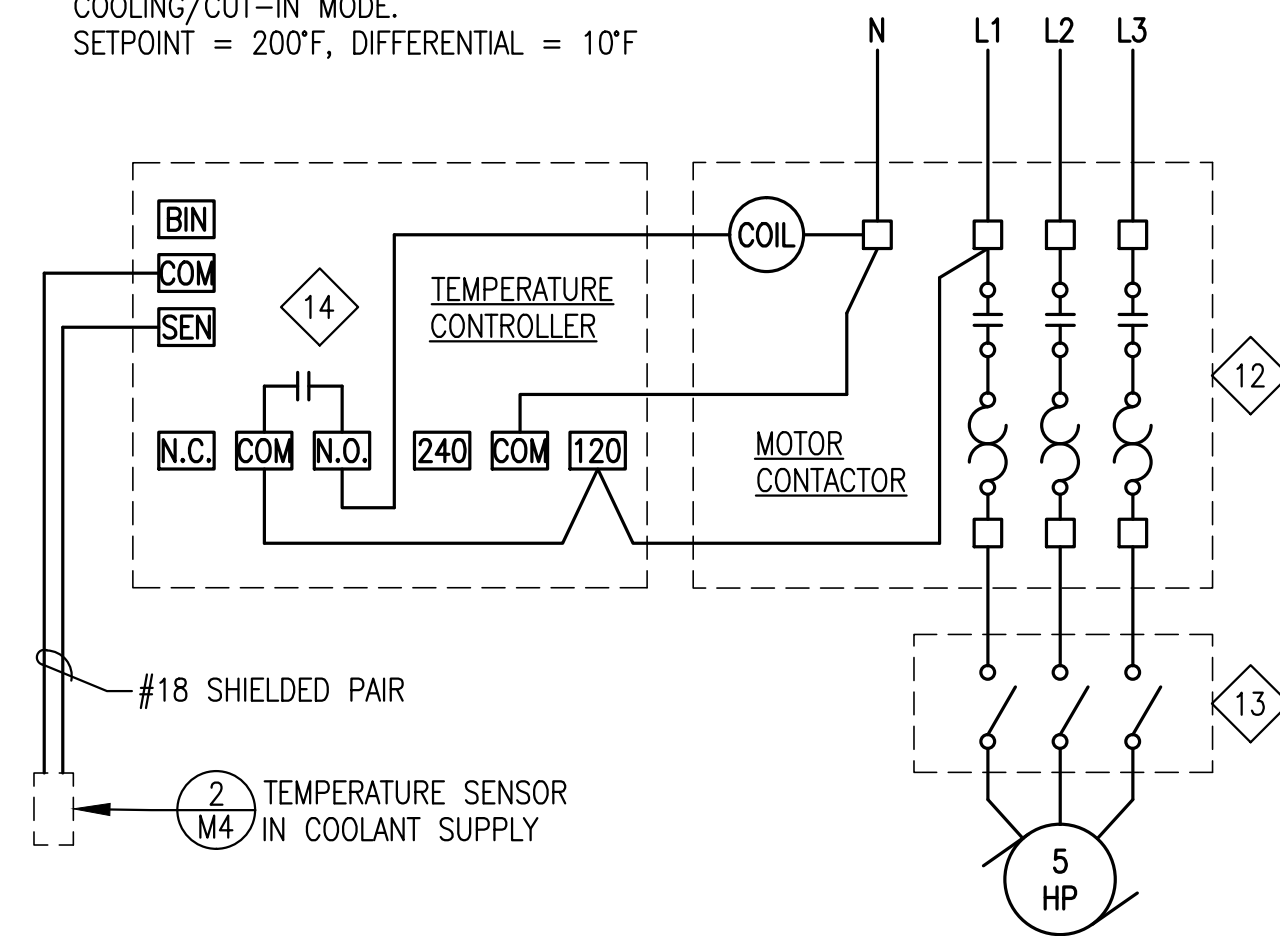 COOLING/CUT-IN MODE.
SETPOINT = 200°F, DIFFERENTIAL = 10°F
N
L1
L2
L3
BIN
COM
SEN
14
TEMPERATURE
CONTROLLER
COIL
12
N.C.
COM
N.O.
240
COM
120
MOTOR
CONTACTOR
#18 SHIELDED PAIR
13
2
M4
TEMPERATURE SENSOR
IN COOLANT SUPPLY
5
HP